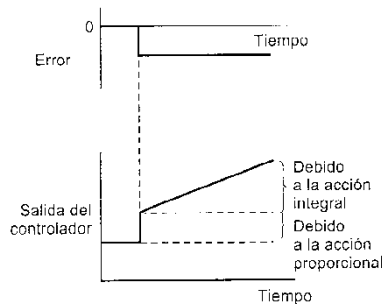 0
Tiempo
Error
Debido
a la acción
integral
Salida del
controlador
Debido
a la acción
proporcional
Tiempo